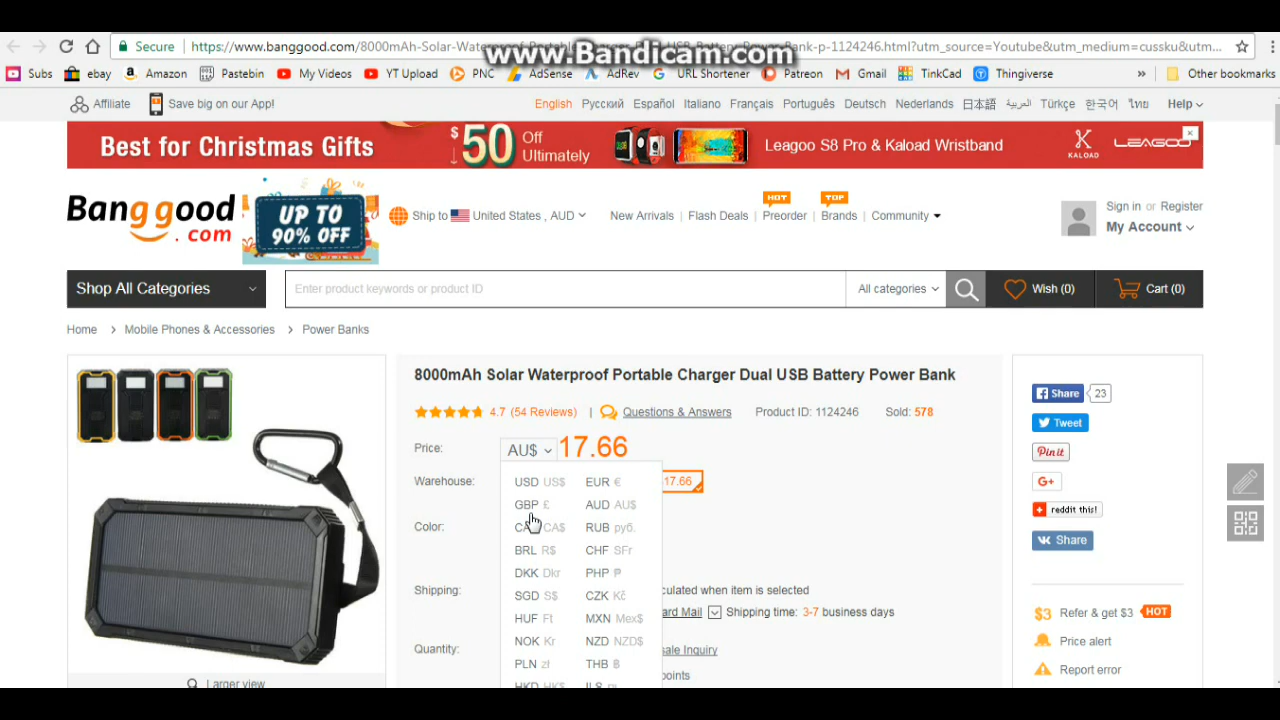 www.Bandicam.com
Secure https://www.banggood.com/8000mAh-Solar-Waterproof-Portable-Charger-Dual-USB-Battery-Power-Bank-p-1124246.html?utm_source=Youtube&utm_medium=cussku&utm...
Subs ebay Amazon Pastebin My Videos YT Upload PNC AdSense AdRev URL Shortener Patreon Gmail TinkCad Thingiverse » Other bookmarks
Affiliate Save big on our App! English Русский Español Italiano Français Português Deutsch Nederlands 日本語 العربية Türkçe 한국어 ไทย Help
Best for Christmas Gifts $50 Off Ultimately Leagoo S8 Pro & Kaload Wristband KALOAD LEAGOO
Banggood.com UP TO 90% OFF
HOT TOP
Ship to United States , AUD New Arrivals Flash Deals Preorder Brands Community
Sign in or Register
My Account
Shop All Categories Enter product keywords or product ID All categories Wish (0) Cart (0)
Home > Mobile Phones & Accessories > Power Banks
8000mAh Solar Waterproof Portable Charger Dual USB Battery Power Bank
4.7 (54 Reviews) | Questions & Answers Product ID: 1124246 Sold: 578
Price: AU$ 17.66
Warehouse: 17.66
Color:
Shipping: culated when item is selected
ard Mail Shipping time: 3-7 business days
Quantity: sale Inquiry
points
USD US$ EUR €
GBP £ AUD AU$
CA$ RUB руб.
BRL R$ CHF SFr
DKK Dkr PHP ₱
SGD S$ CZK Kč
HUF Ft MXN Mex$
NOK Kr NZD NZD$
PLN zł THB ฿
HKD HK$ ILS
Larger view
Share 23
Tweet
Pinit
G+
reddit this!
Share
$3 Refer & get $3 HOT
Price alert
Report error